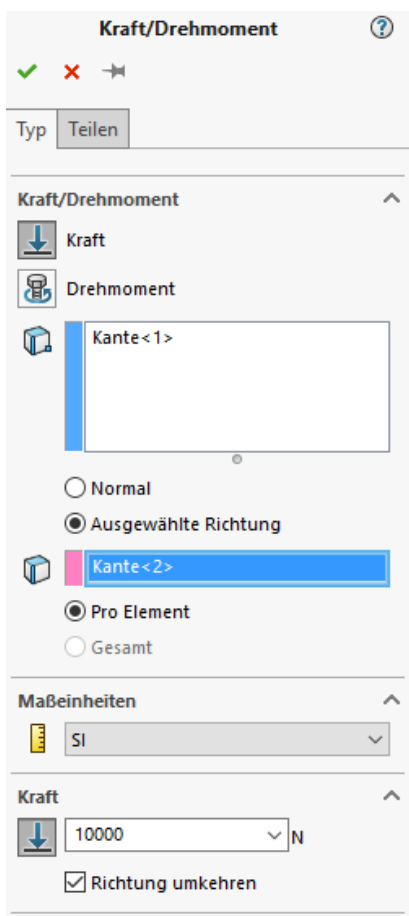 Kraft/Drehmoment
Typ Teilen
Kraft/Drehmoment
Kraft
Drehmoment
Kante<1>
Normal
Ausgewählte Richtung
Kante<2>
Pro Element
Gesamt
Maßeinheiten
SI
Kraft
10000 N
Richtung umkehren